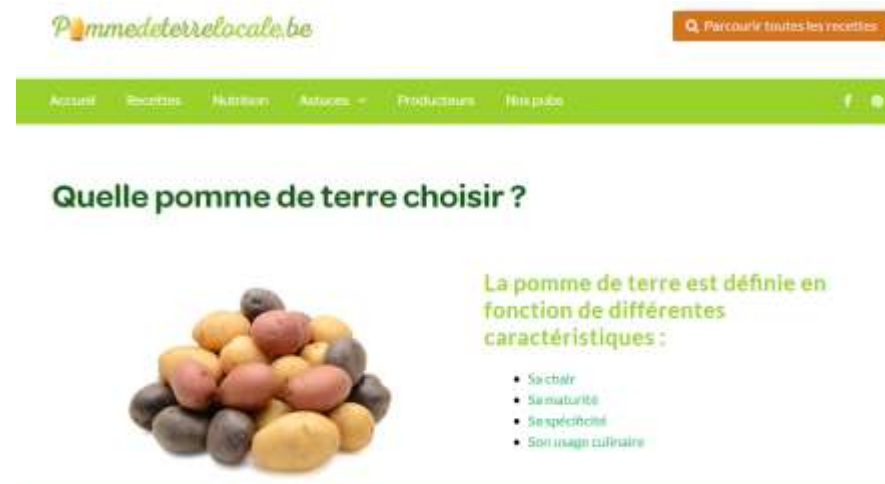 Pommedeterrelocale.be
Parcourir toutes les recettes
Accueil Recettes Nutrition Astuces Producteurs Nos pubs
Quelle pomme de terre choisir ?
La pomme de terre est définie en
fonction de différentes
caractéristiques :
Sa chair
Sa maturité
Sa spécificité
Son usage culinaire